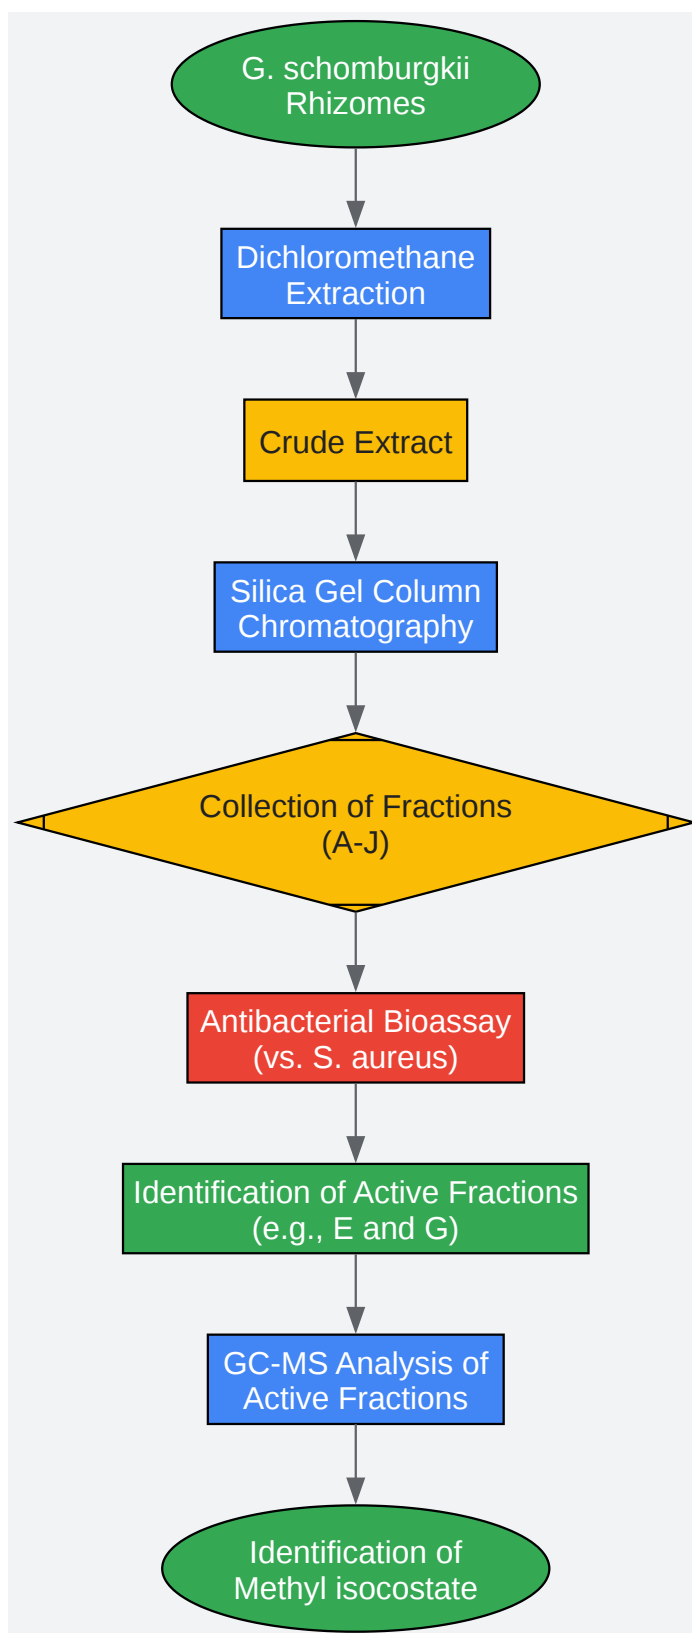 G. schomburgkii
Rhizomes
Dichloromethane
Extraction
Crude Extract
Silica Gel Column
Chromatography
Collection of Fractions
(A-J)
Antibacterial Bioassay
(vs. S. aureus)
Identification of Active Fractions
(e.g., E and G)
GC-MS Analysis of
Active Fractions
Identification of
Methyl isocostate